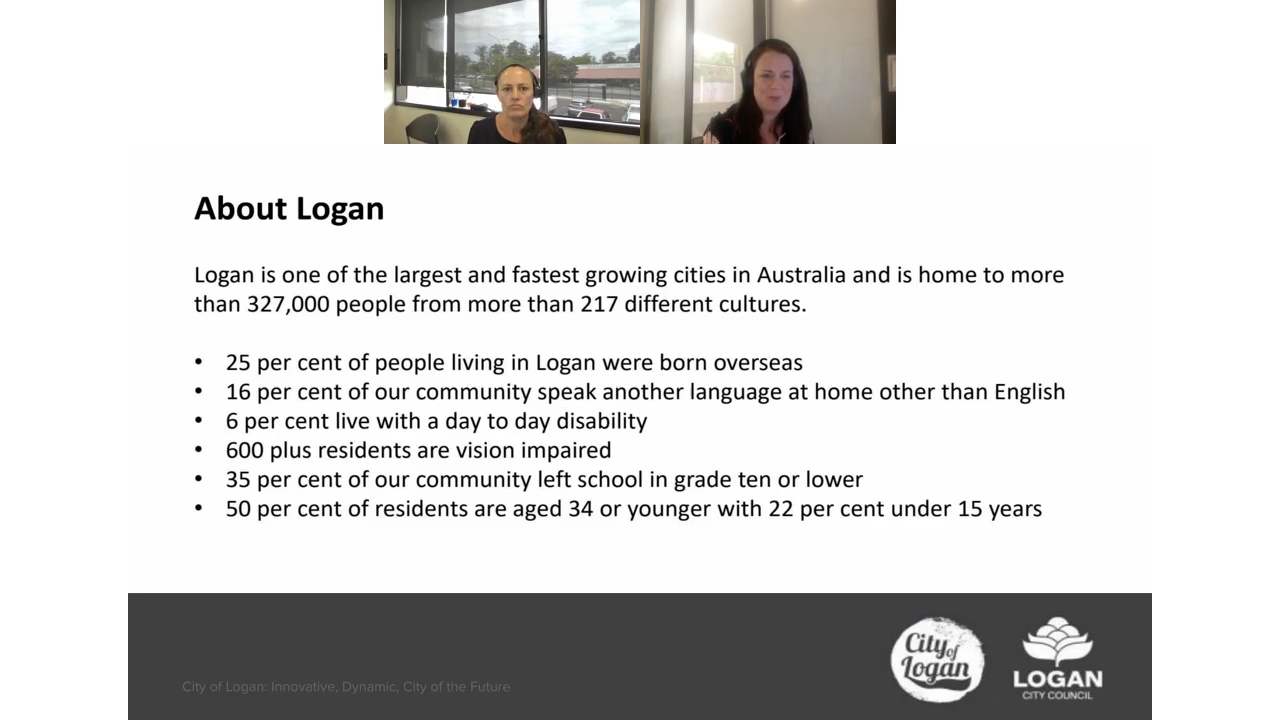 About Logan
Logan is one of the largest and fastest growing cities in Australia and is home to more
than 327,000 people from more than 217 different cultures.
• 25 per cent of people living in Logan were born overseas
• 16 per cent of our community speak another language at home other than English
• 6 per cent live with a day to day disability
• 600 plus residents are vision impaired
• 35 per cent of our community left school in grade ten or lower
• 50 per cent of residents are aged 34 or younger with 22 per cent under 15 years
City of Logan: Innovative, Dynamic, City of the Future
City of
Logan
LOGAN
CITY COUNCIL